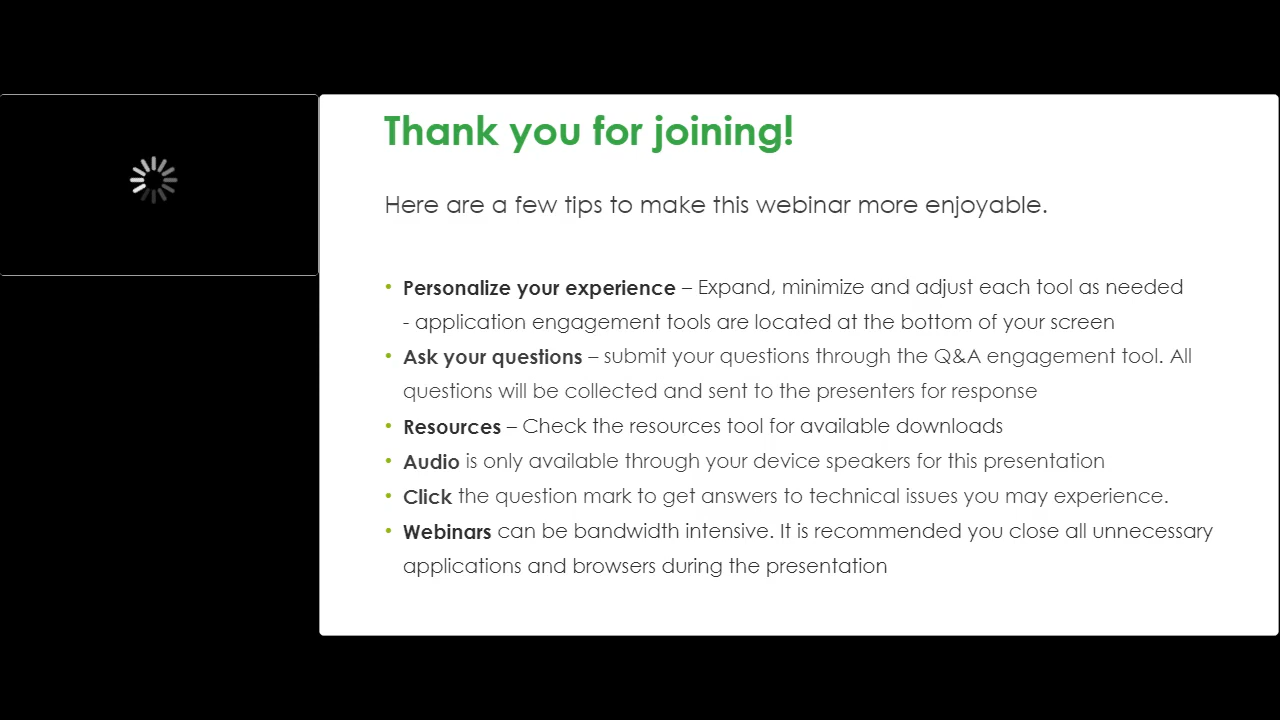 Thank you for joining!
Here are a few tips to make this webinar more enjoyable.
• Personalize your experience – Expand, minimize and adjust each tool as needed
- application engagement tools are located at the bottom of your screen
• Ask your questions – submit your questions through the Q&A engagement tool. All
questions will be collected and sent to the presenters for response
• Resources – Check the resources tool for available downloads
• Audio is only available through your device speakers for this presentation
• Click the question mark to get answers to technical issues you may experience.
• Webinars can be bandwidth intensive. It is recommended you close all unnecessary
applications and browsers during the presentation